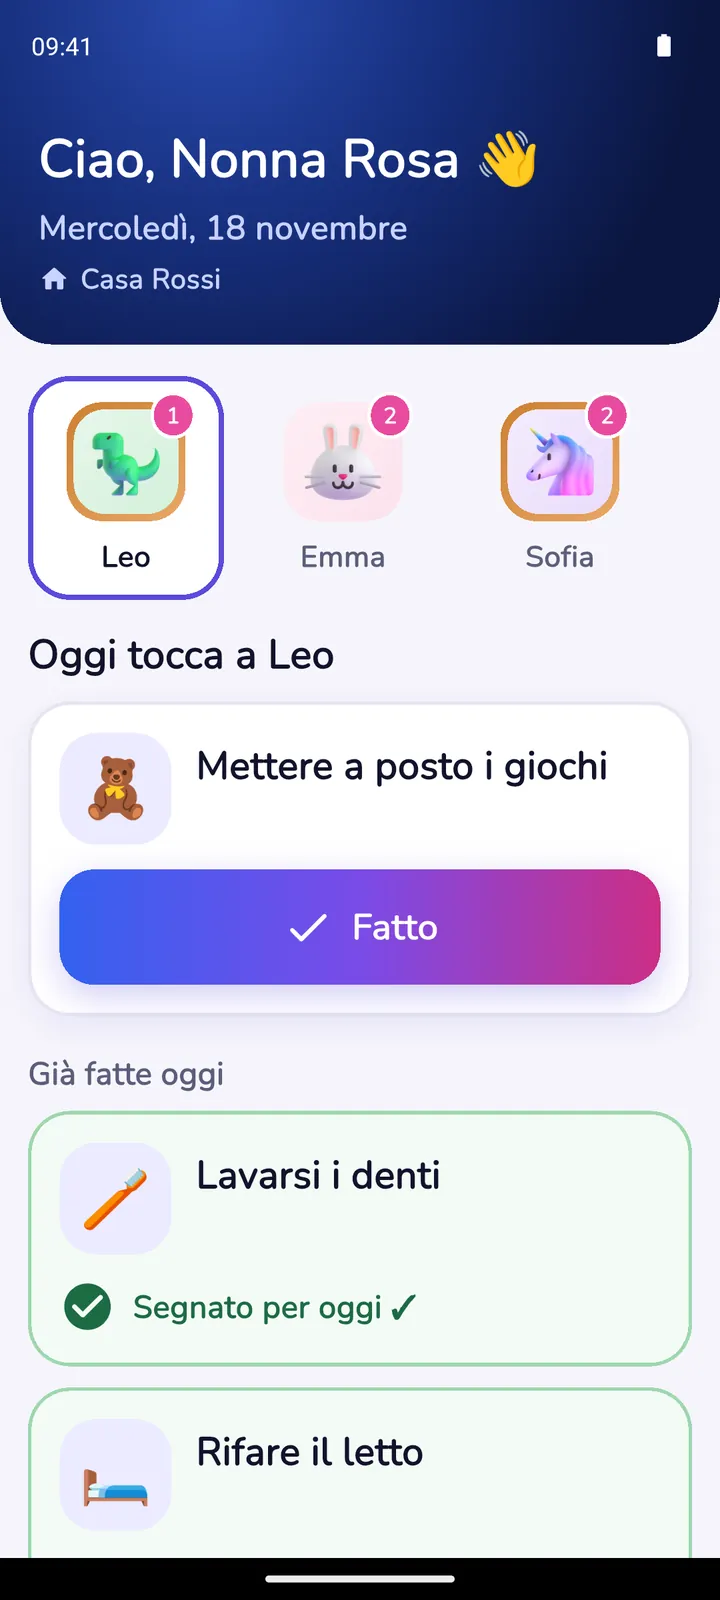 09:41
Ciao, Nonna Rosa 👋
Mercoledì, 18 novembre
Casa Rossi
1
2
2
Leo
Emma
Sofia
Oggi tocca a Leo
Mettere a posto i giochi
Fatto
Già fatte oggi
Lavarsi i denti
Segnato per oggi ✓
Rifare il letto